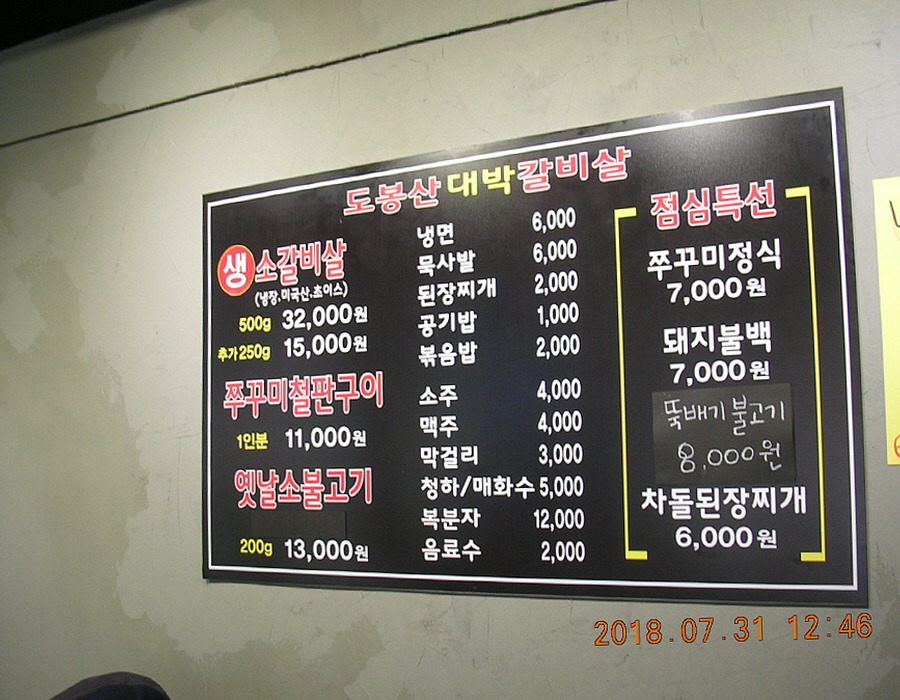 도봉산 대박갈비살
생 소갈비살
(냉장.미국산.초이스)
500g 32,000원
추가 250g 15,000원
쭈꾸미철판구이
1인분 11,000원
옛날소불고기
200g 13,000원
냉면 6,000
묵사발 6,000
된장찌개 2,000
공기밥 1,000
볶음밥 2,000
소주 4,000
맥주 4,000
막걸리 3,000
청하/매화수 5,000
복분자 12,000
음료수 2,000
점심특선
쭈꾸미정식
7,000원
돼지불백
7,000원
뚝배기불고기
8,000원
차돌된장찌개
6,000원
2018.07.31 12:46